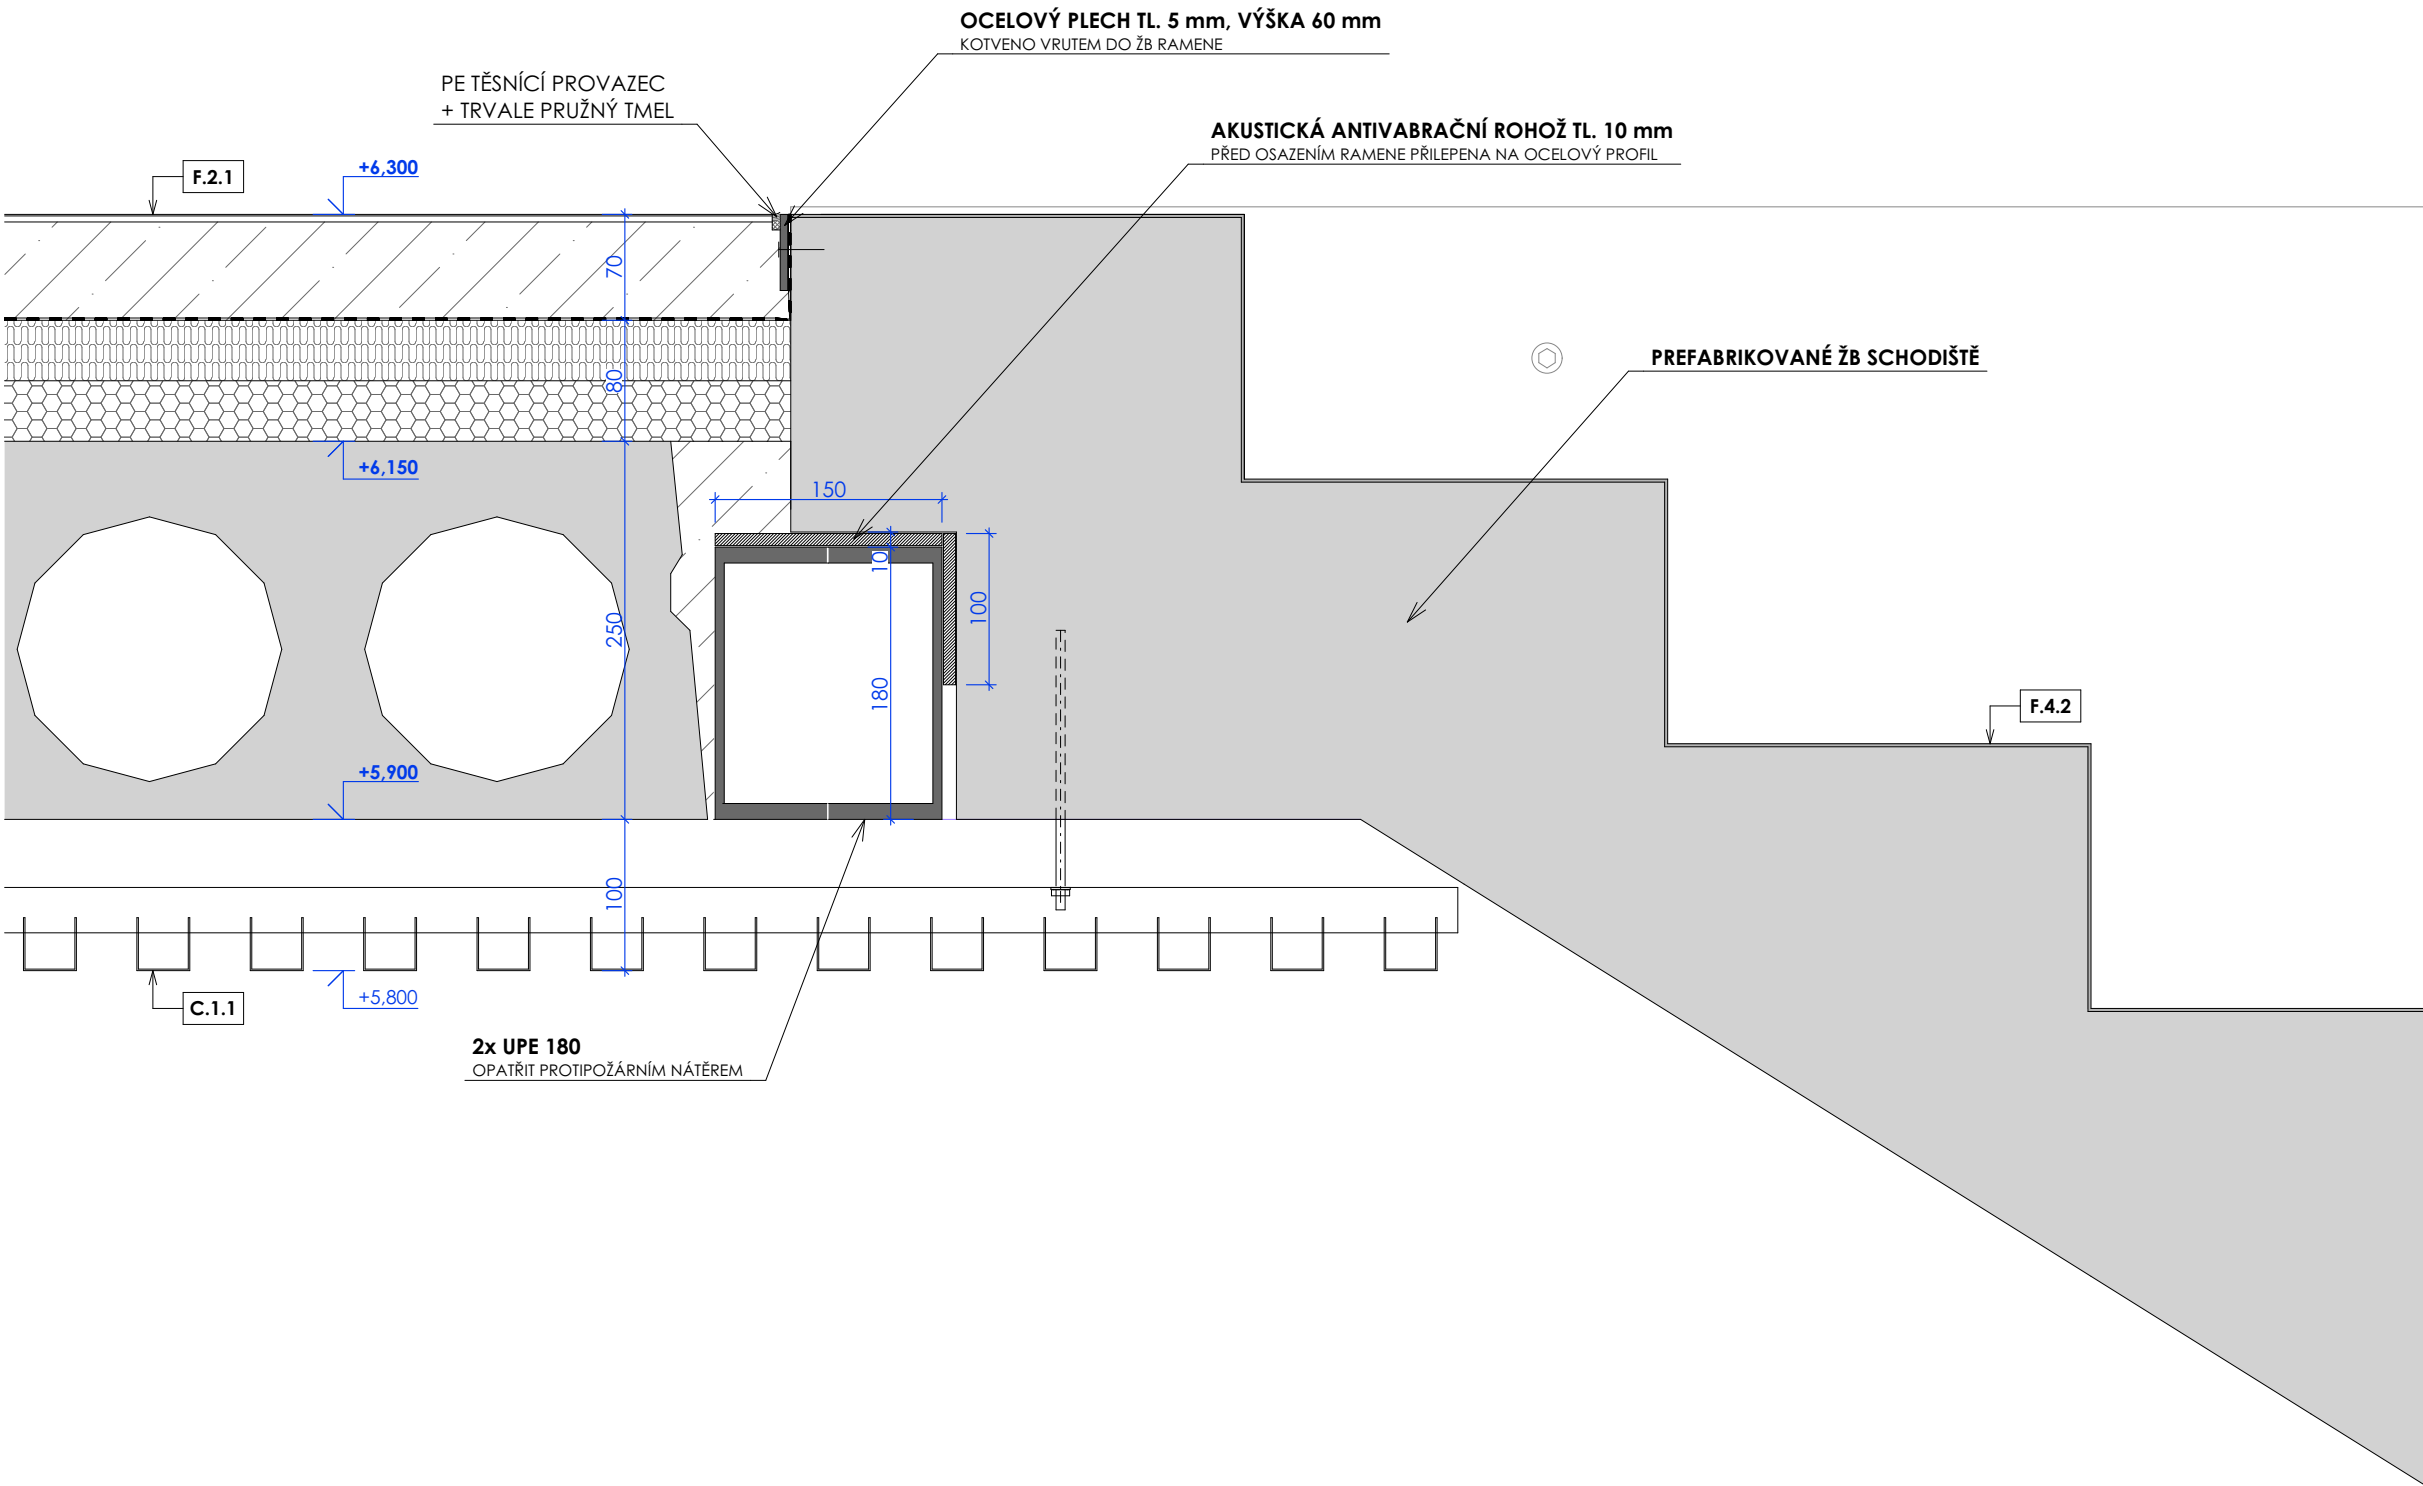 OCELOVÝ PLECH TL. 5 mm, VÝŠKA 60 mm
KOTVENO VRUTEM DO ŽB RAMENE
PE TĚSNÍCÍ PROVAZEC
+ TRVALE PRUŽNÝ TMEL
AKUSTICKÁ ANTIVABRAČNÍ ROHOŽ TL. 10 mm
PŘED OSAZENÍM RAMENE PŘILEPENA NA OCELOVÝ PROFIL
F.2.1
+6,300
70
PREFABRIKOVANÉ ŽB SCHODIŠTĚ
80
+6,150
150
10
100
250
180
F.4.2
+5,900
100
+5,800
C.1.1
2x UPE 180
OPATŘIT PROTIPOŽÁRNÍM NÁTĚREM